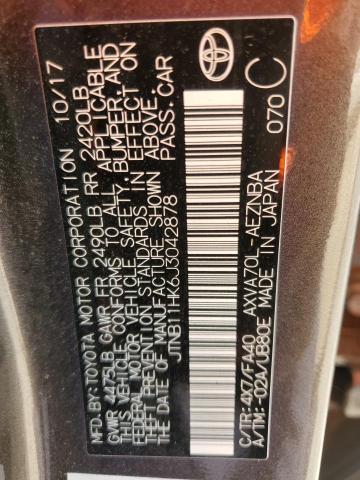 MFD.BY:TOYOTA MOTOR CORPORATION 10/17
GVWR 4475LB GAWR FR 2490LB RR 2420LB
THIS VEHICLE CONFORMS TO ALL APPLICABLE
FEDERAL MOTOR VEHICLE SAFETY, BUMPER, AND
THEFT PREVENTION STANDARDS IN EFFECT ON
THE DATE OF MANUFACTURE SHOWN ABOVE.
JTNB11HK6J3042878 PASS.CAR
TOYOTA
C/TR: 4X7/FA40 AXVA70L-AEZNBA
A/TM: -02A/UB80E MADE IN JAPAN
070 C